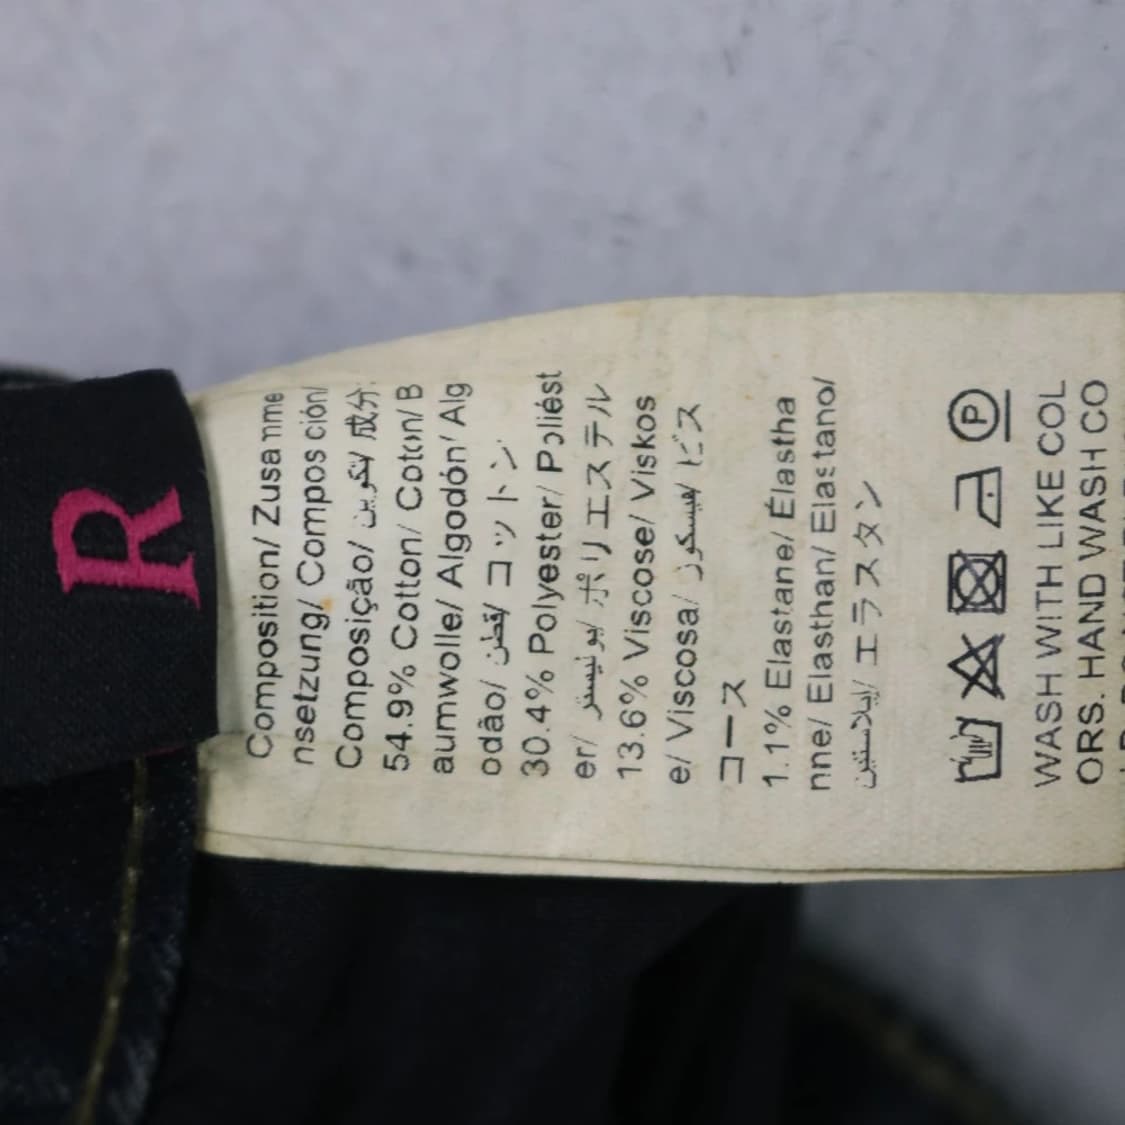 R
Composition/ Zusamme
nsetzung/ Composición/
Composição/ تكوين/ 成分:
54.9% Cotton/ Coton/ B
aumwolle/ Algodón/ Alg
odão/ قطن/ コットン
30.4% Polyester/ Poliést
er/ بوليستر/ ポリエステル
13.6% Viscose/ Viskos
e/ Viscosa/ فيسكوز/ ビス
コース
1.1% Elastane/ Élastha
nne/ Elasthan/ Elastano/
إيلاستين/ エラスタン
P
WASH WITH LIKE COL
ORS. HAND WASH CO